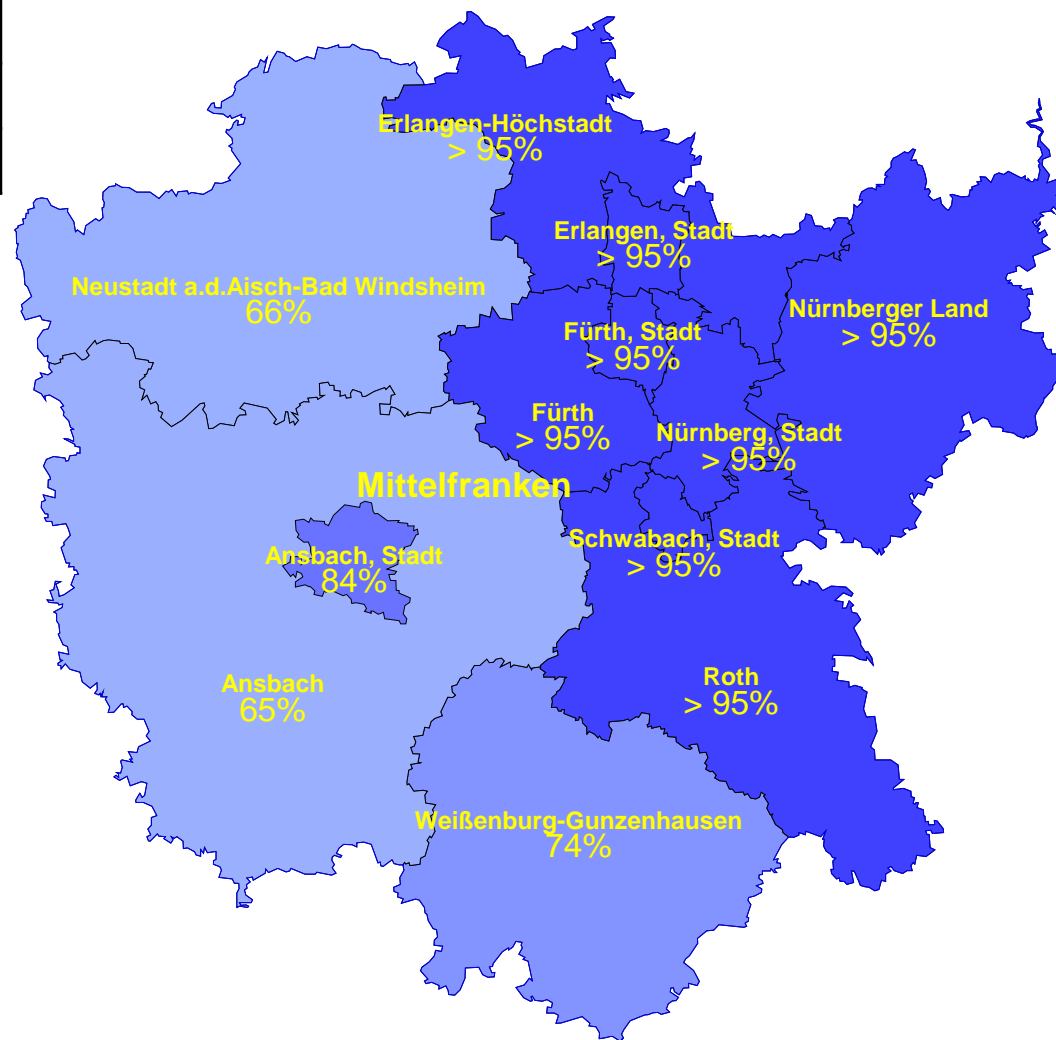 Erlangen-Höchstadt
> 95%
Erlangen, Stadt
> 95%
Neustadt a.d.Aisch-Bad Windsheim
66%
Nürnberger Land
> 95%
Fürth, Stadt
> 95%
Fürth
> 95%
Nürnberg, Stadt
> 95%
Mittelfranken
Ansbach, Stadt
84%
Schwabach, Stadt
> 95%
Ansbach
65%
Roth
> 95%
Weißenburg-Gunzenhausen
74%